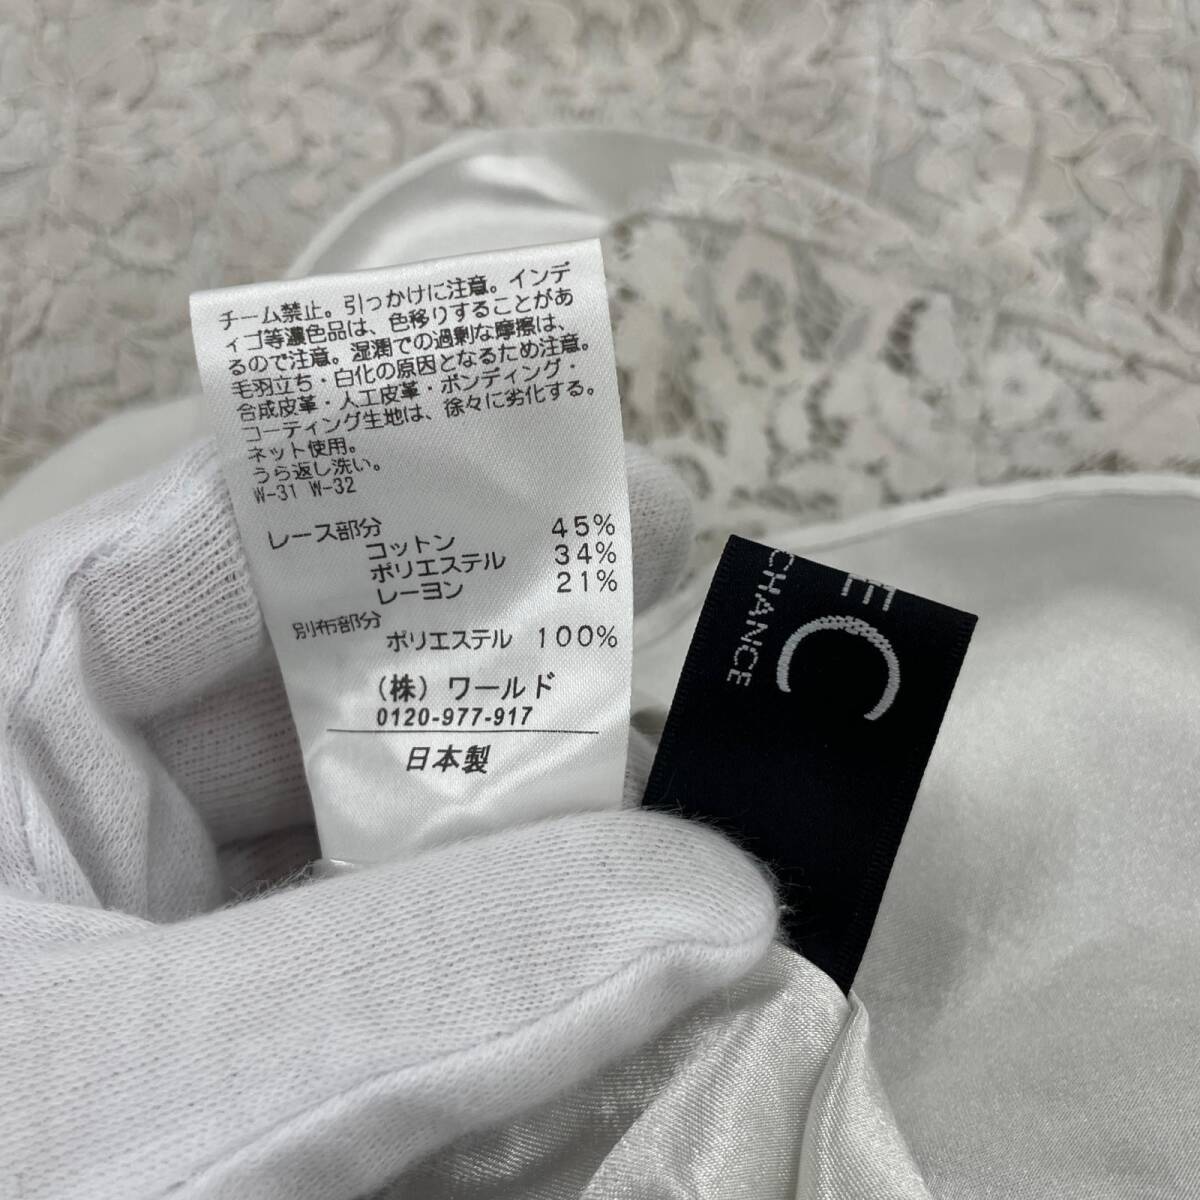 チーム禁止。引っかけに注意。インデ
ィゴ等濃色品は、色移りすることがあ
るので注意。湿潤での過剰な摩擦は、
毛羽立ち・白化の原因となるため注意。
合成皮革・人工皮革・ボンディング・
コーティング生地は、徐々に劣化する。
ネット使用。
うら返し洗い。
W-31 W-32
レース部分
コットン 45%
ポリエステル 34%
レーヨン 21%
別布部分
ポリエステル 100%
(株) ワールド
0120-977-917
日本製
C
CHANCE